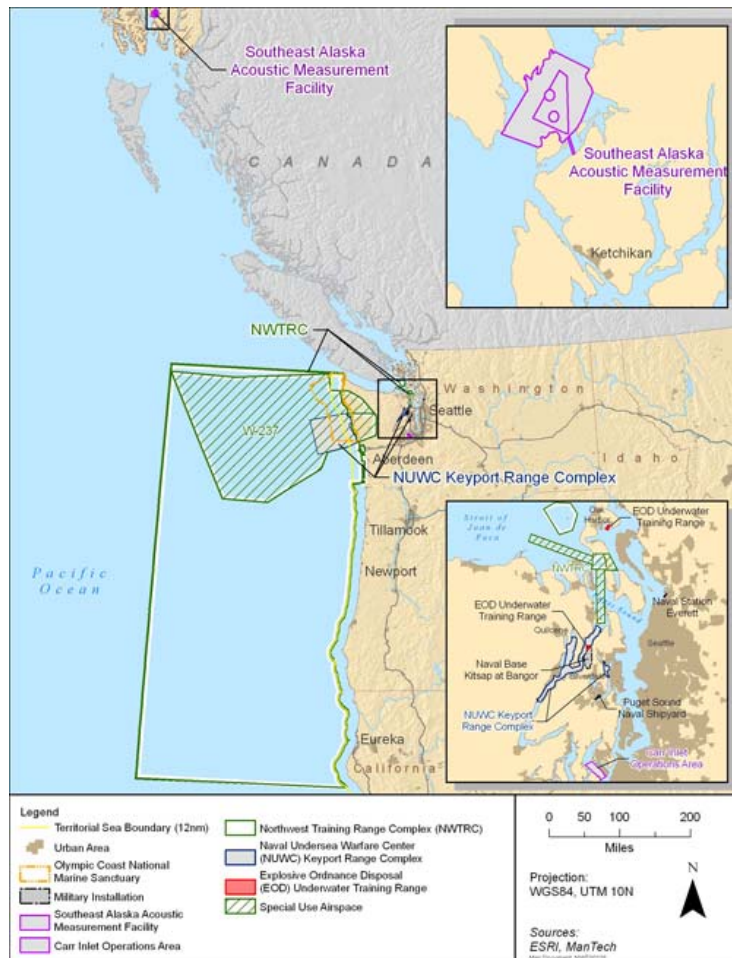 Southeast Alaska
Acoustic Measurement
Facility
CANADA
Southeast Alaska
Acoustic Measurement
Facility
Ketchikan
NWTRC
Washington
Seattle
W-237
Aberdeen
NUWC Keyport Range Complex
Idaho
Tillamook
Newport
Pacific
Ocean
Eureka
California
Strait of
Juan de
Fuca
Oak
Harbor
EOD Underwater
Training Range
NWTRC
EOD Underwater
Training Range
Naval Station
Everett
Quilcene
Seattle
Naval Base
Kitsap at Bangor
NUWC Keyport
Range Complex
Puget Sound
Naval Shipyard
Carr Inlet
Operations Area
Legend
Territorial Sea Boundary (12nm)
Urban Area
Olympic Coast National
Marine Sanctuary
Military Installation
Southeast Alaska Acoustic
Measurement Facility
Carr Inlet Operations Area
Northwest Training Range Complex (NWTRC)
Naval Undersea Warfare Center
(NUWC) Keyport Range Complex
Explosive Ordnance Disposal
(EOD) Underwater Training Range
Special Use Airspace
0 50 100 200
Miles
N
Projection:
WGS84, UTM 10N
Sources:
ESRI, ManTech